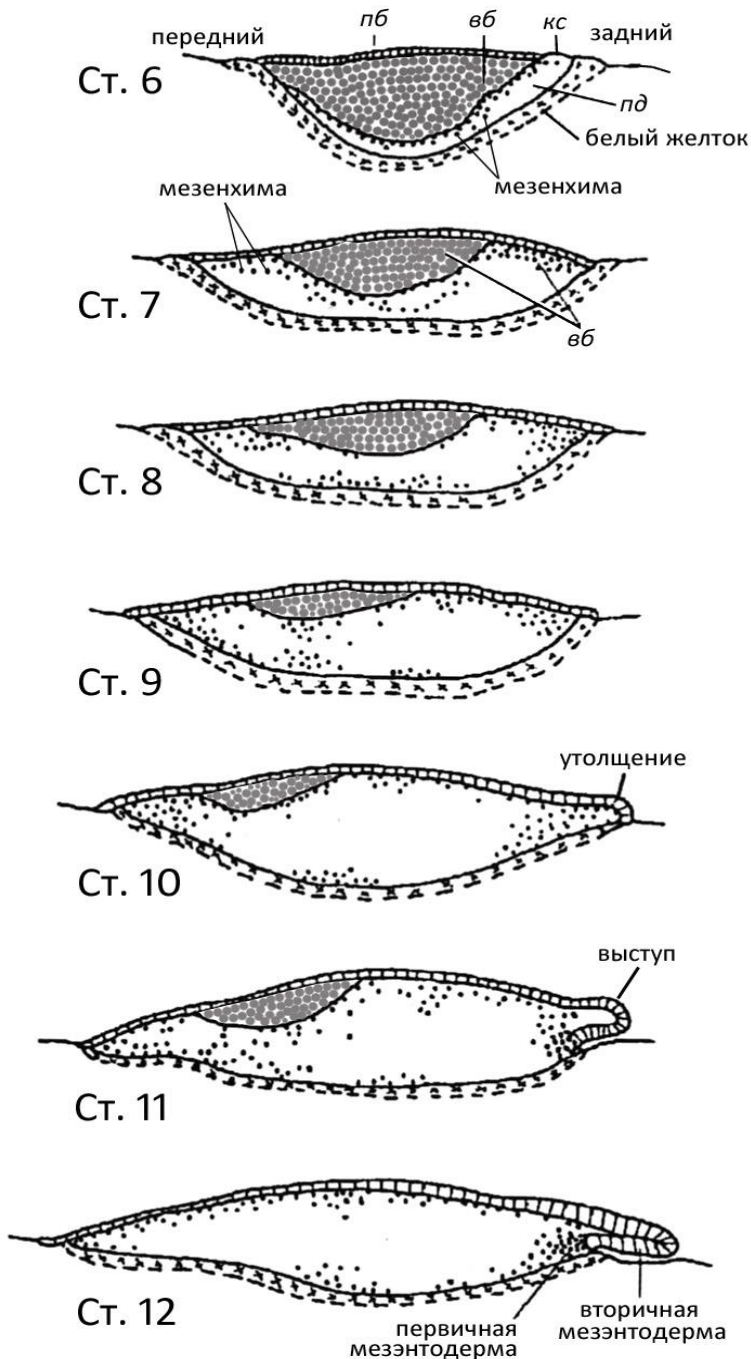 передний пб вб кс задний
Ст. 6
пд
белый желток
мезенхима
мезенхима
Ст. 7
вб
Ст. 8
Ст. 9
утолщение
Ст. 10
выступ
Ст. 11
Ст. 12
первичная
мезэнтодерма
вторичная
мезэнтодерма